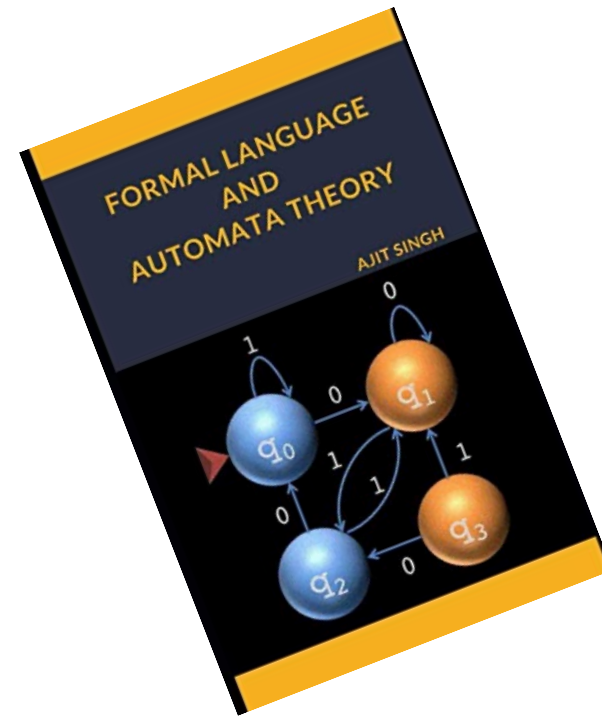 FORMAL LANGUAGE
AND
AUTOMATA THEORY
AJIT SINGH
0
1
q1
0
q0
1
1
1
0
q3
q2
0